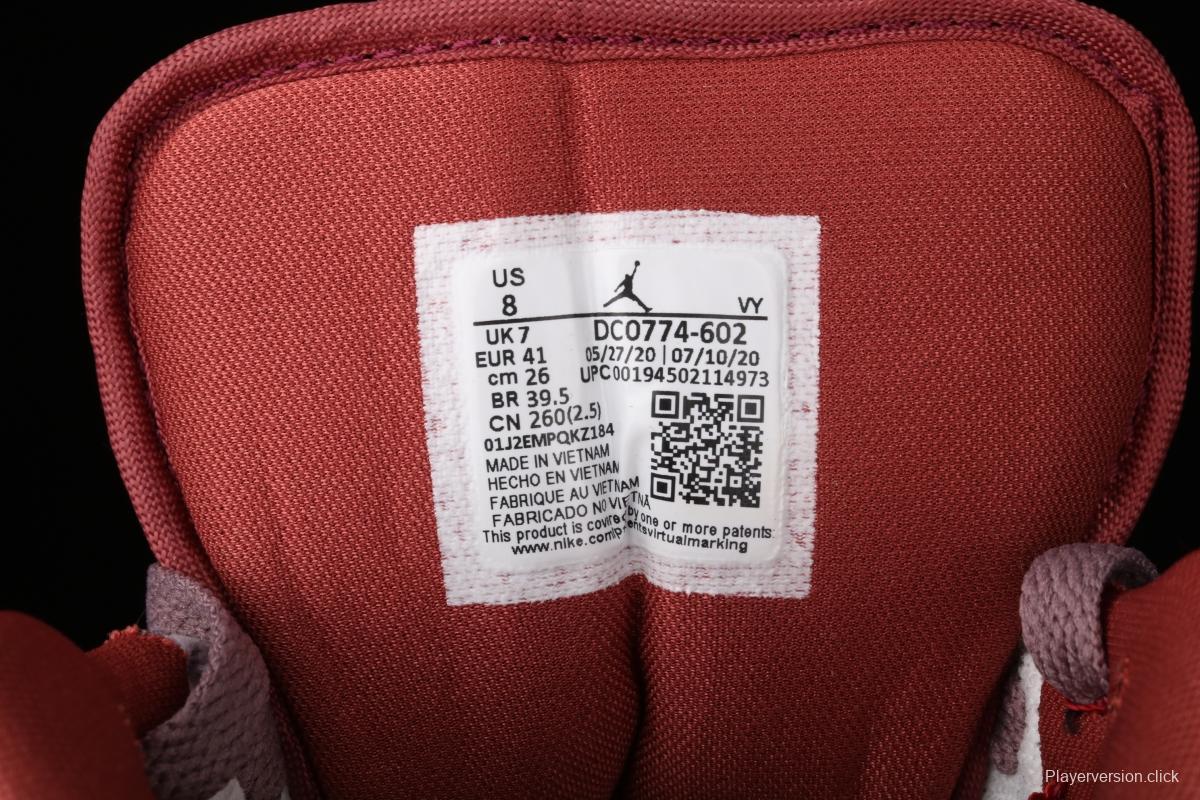 US
8
VY
UK 7
EUR 41
cm 26
BR 39.5
CN 260(2.5)
01J2EMPQKZ184
DC0774-602
05/27/20 | 07/10/20
UPC00194502114973
MADE IN VIETNAM
HECHO EN VIETNAM
FABRIQUE AU VIETNAM
FABRICADO NO VIETNÃ
This product is covered by one or more patents:
www.nike.com/patentsvirtualmarking
Playerversion.click